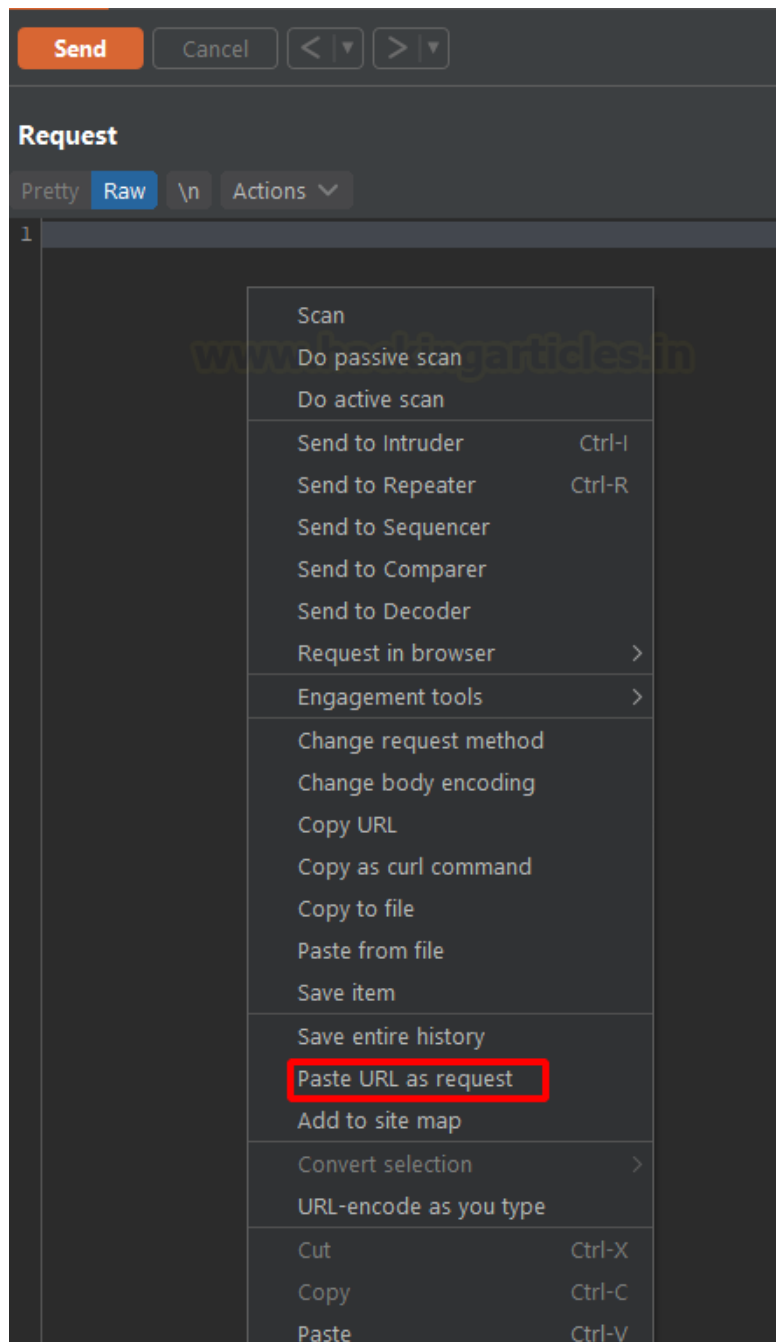 Send Cancel < ▼ > ▼
Request
Pretty Raw \n Actions
1
Scan
www.hackingarticles.in
Do passive scan
Do active scan
Send to Intruder Ctrl-I
Send to Repeater Ctrl-R
Send to Sequencer
Send to Comparer
Send to Decoder
Request in browser >
Engagement tools >
Change request method
Change body encoding
Copy URL
Copy as curl command
Copy to file
Paste from file
Save item
Save entire history
Paste URL as request
Add to site map
Convert selection >
URL-encode as you type
Cut Ctrl-X
Copy Ctrl-C
Paste Ctrl-V